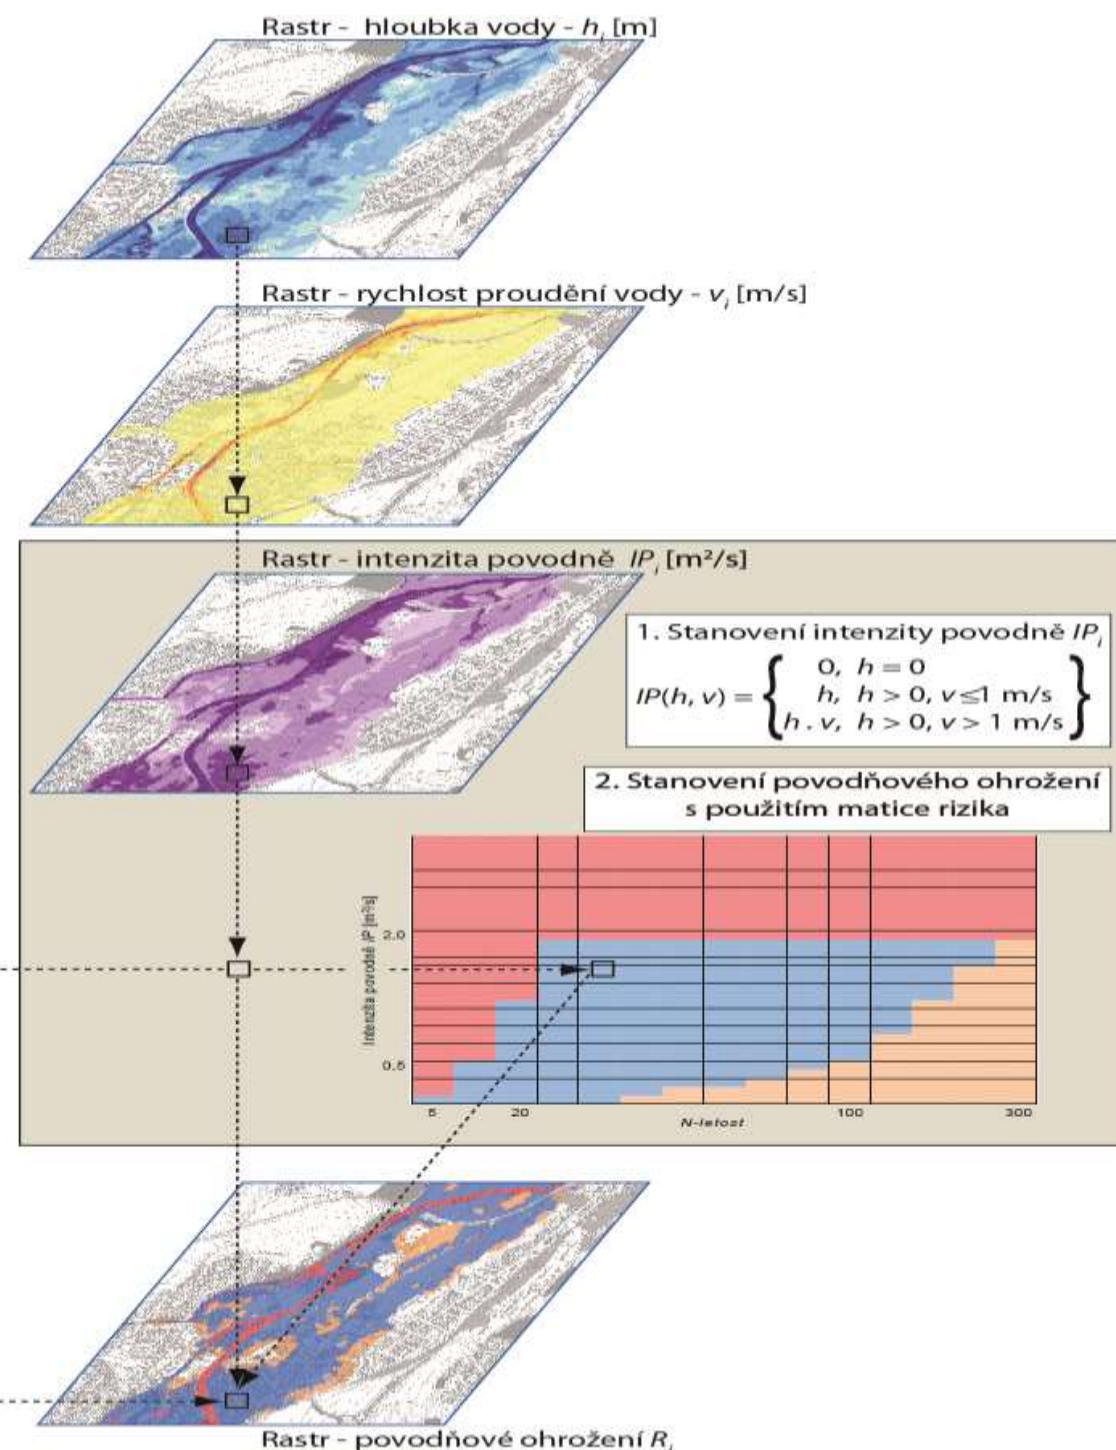 Rastr - hloubka vody - hᵢ [m]
Rastr - rychlost proudění vody - vᵢ [m/s]
Rastr - intenzita povodně IPᵢ [m²/s]
1. Stanovení intenzity povodně IPᵢ
0, h = 0
IP(h, v) = { h, h > 0, v ≤1 m/s }
h . v, h > 0, v > 1 m/s
2. Stanovení povodňového ohrožení
s použitím matice rizika
Intenzita povodně IP [m²/s]
2.0
0.5
5 20 100 300
N-letost
Rastr - povodňové ohrožení Rᵢ